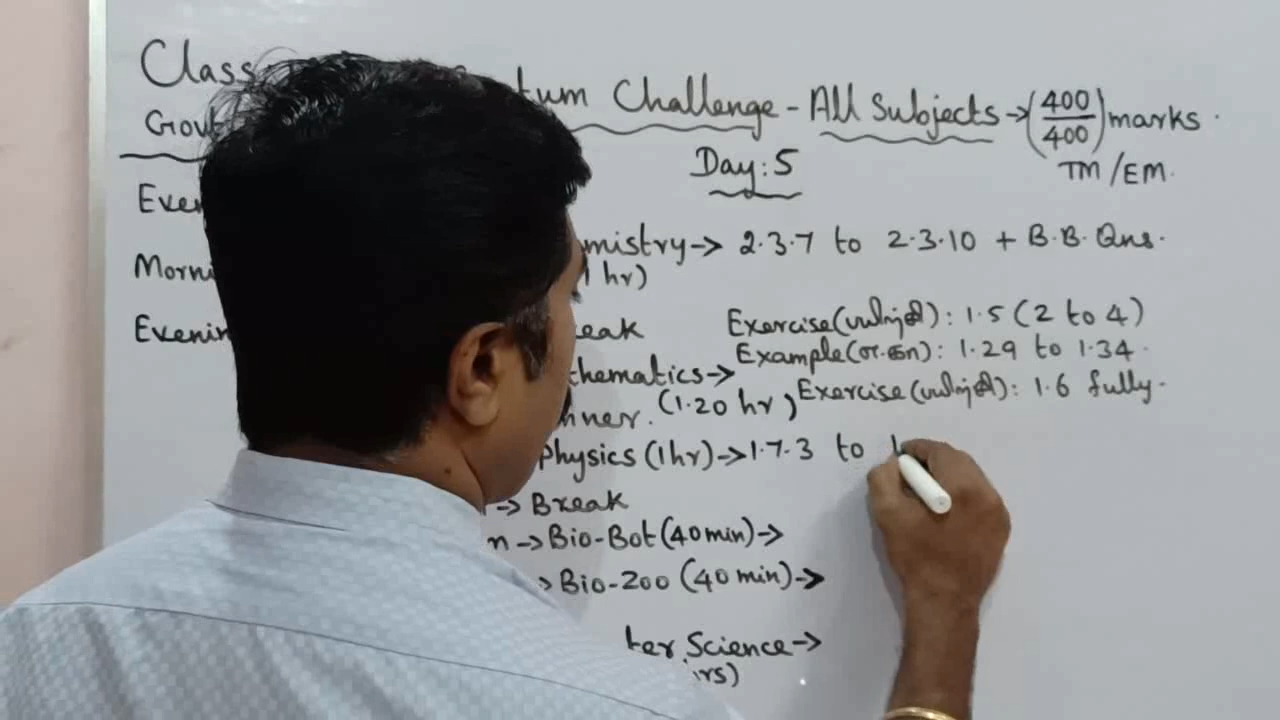 Class tum Challenge - All Subjects → (400/400) marks.
Govt
Day: 5
TM / EM.
Even
mistry → 2.3.7 to 2.3.10 + B.B. Qns.
Morni 1 hr)
Evenin eak Exercise(பயிற்சி): 1.5 (2 to 4)
Example(எ.கா): 1.29 to 1.34.
thematics →
Exercise(பயிற்சி): 1.6 fully.
nner. (1.20 hr)
Physics (1hr) → 1.7.3 to 1
→ Break
n → Bio-Bot (40 min) →
> Bio-Zoo (40 min) →
ter Science →
rs)